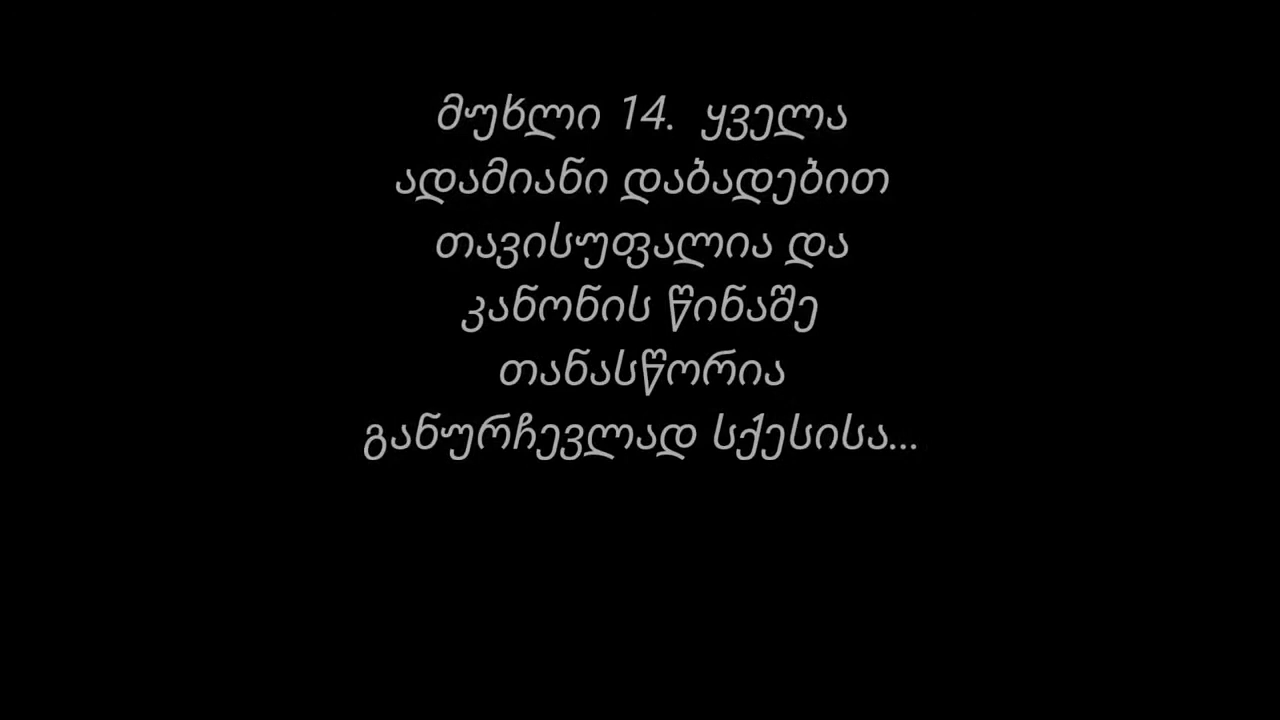 მუხლი 14. ყველა
ადამიანი დაბადებით
თავისუფალია და
კანონის წინაშე
თანასწორია
განურჩევლად სქესისა...